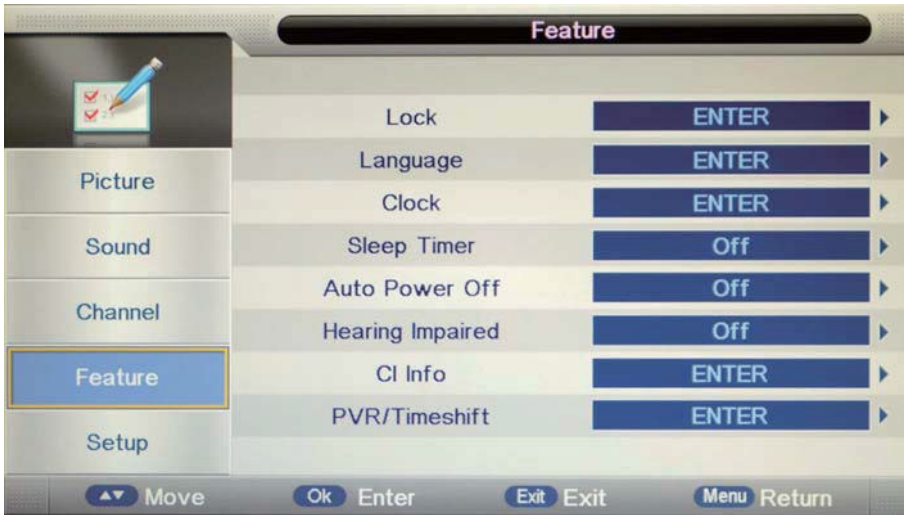 Feature
Picture
Sound
Channel
Feature
Setup
Lock ENTER
Language ENTER
Clock ENTER
Sleep Timer Off
Auto Power Off Off
Hearing Impaired Off
CI Info ENTER
PVR/Timeshift ENTER
Move Ok Enter Exit Exit Menu Return